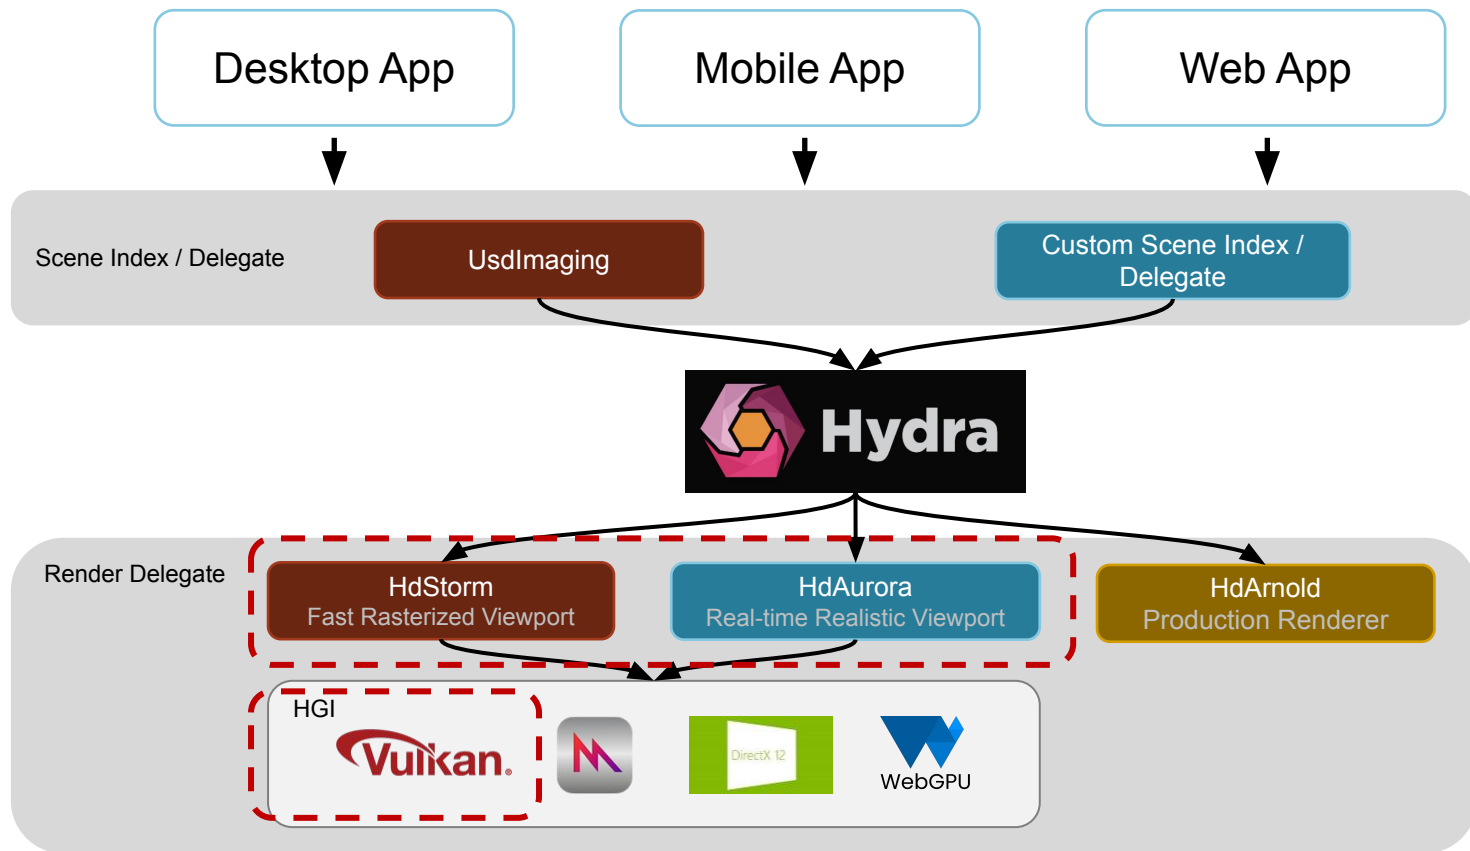 Desktop App
Mobile App
Web App
Scene Index / Delegate
UsdImaging
Custom Scene Index /
Delegate
Hydra
Render Delegate
HdStorm
Fast Rasterized Viewport
HdAurora
Real-time Realistic Viewport
HdArnold
Production Renderer
HGI
Vulkan®
DirectX 12
WebGPU